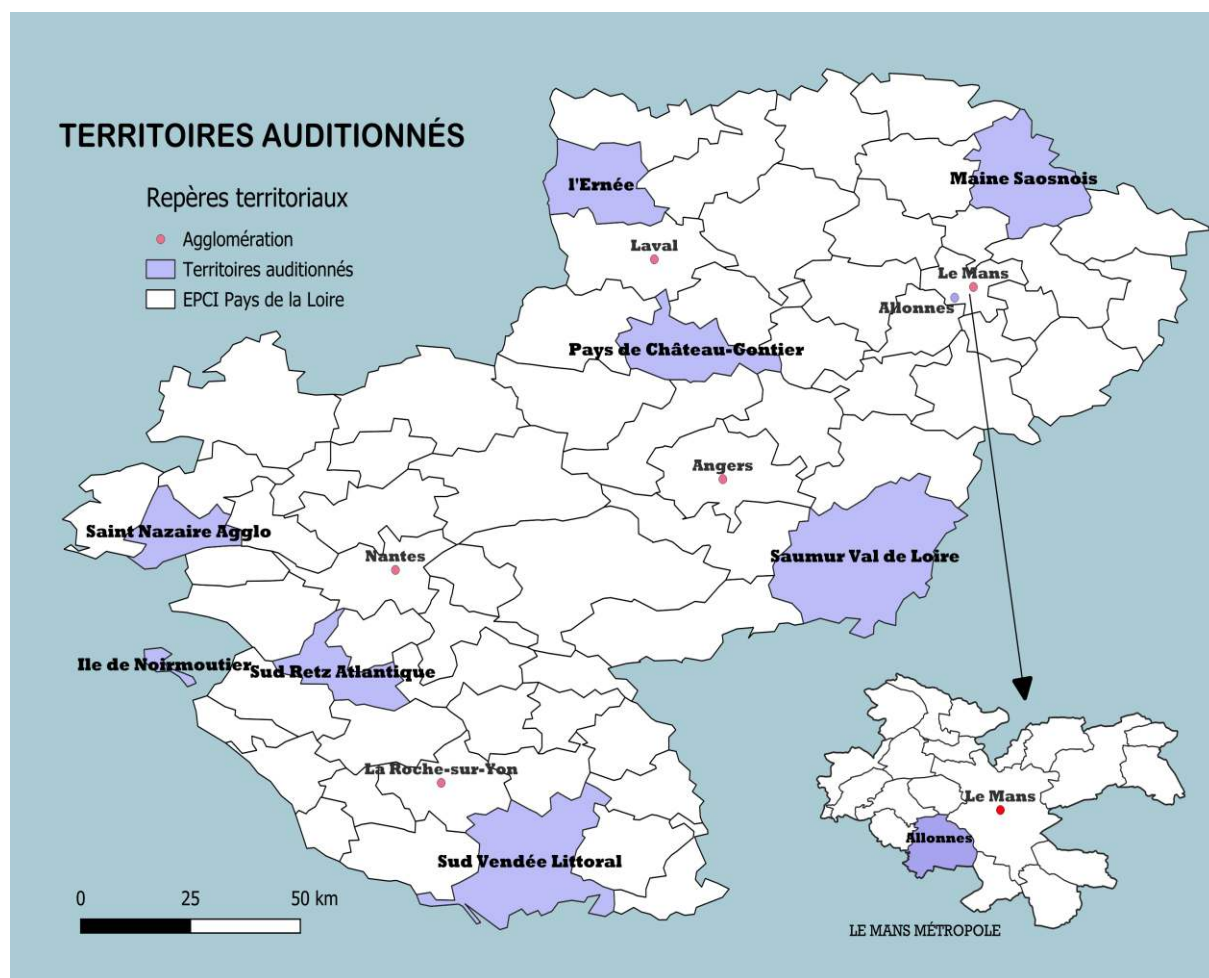 TERRITOIRES AUDITIONNÉS
Repères territoriaux
Agglomération
Territoires auditionnés
EPCI Pays de la Loire
l'Ernée
Maine Saosnois
Laval
Le Mans
Allonnes
Pays de Château-Gontier
Angers
Saint Nazaire Agglo
Nantes
Saumur Val de Loire
Ile de Noirmoutier
Sud Retz Atlantique
La Roche-sur-Yon
Le Mans
Allonnes
Sud Vendée Littoral
0 25 50 km
LE MANS MÉTROPOLE